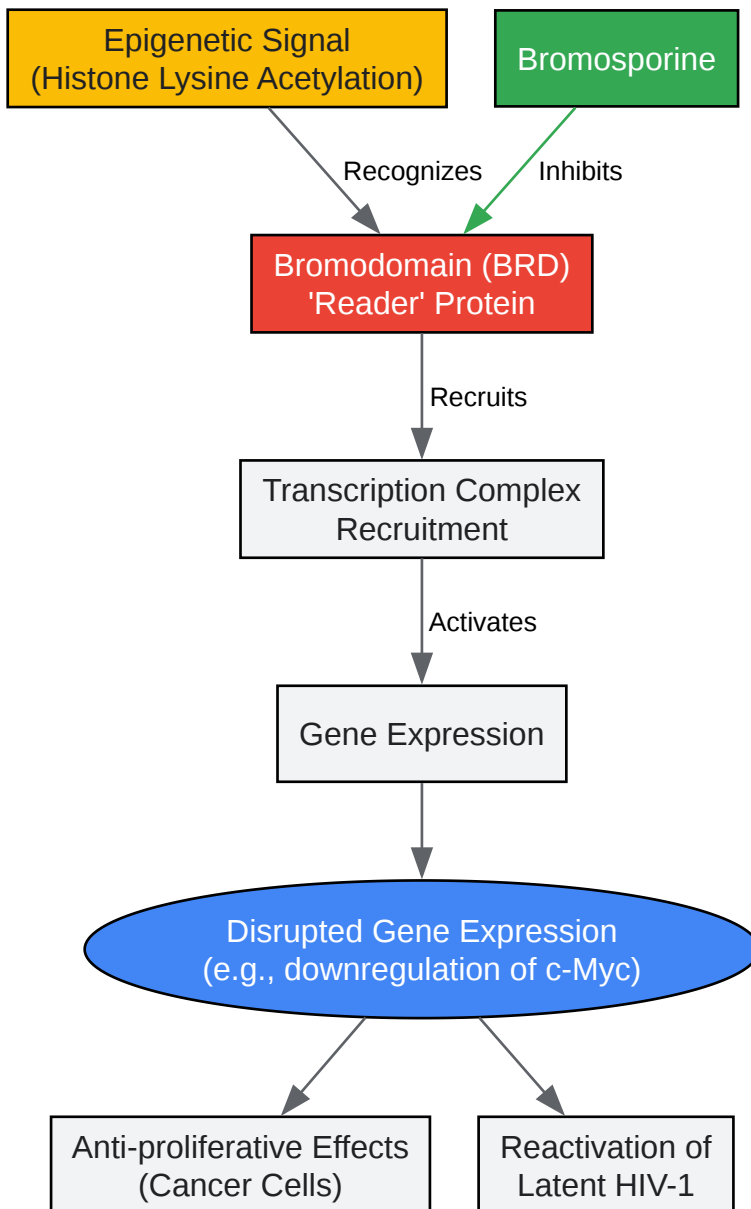 Epigenetic Signal
(Histone Lysine Acetylation)
Bromosporine
Recognizes
Inhibits
Bromodomain (BRD)
'Reader' Protein
Recruits
Transcription Complex
Recruitment
Activates
Gene Expression
Disrupted Gene Expression
(e.g., downregulation of c-Myc)
Anti-proliferative Effects
(Cancer Cells)
Reactivation of
Latent HIV-1